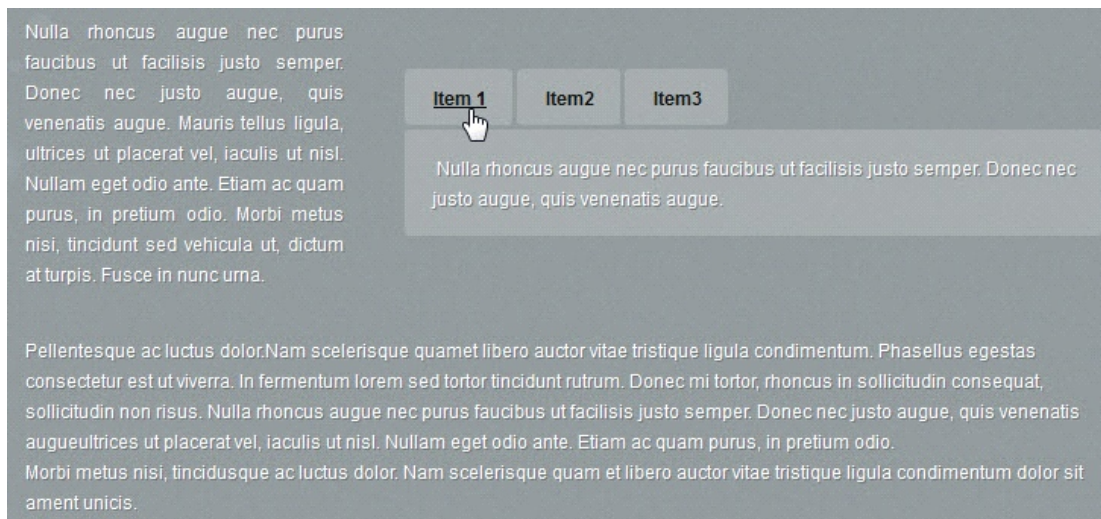 Nulla rhoncus augue nec purus
faucibus ut facilisis justo semper.
Donec nec justo augue, quis
venenatis augue. Mauris tellus ligula,
ultrices ut placerat vel, iaculis ut nisl.
Nullam eget odio ante. Etiam ac quam
purus, in pretium odio. Morbi metus
nisi, tincidunt sed vehicula ut, dictum
at turpis. Fusce in nunc urna.
Item 1 Item2 Item3
Nulla rhoncus augue nec purus faucibus ut facilisis justo semper. Donec nec
justo augue, quis venenatis augue.
Pellentesque ac luctus dolor.Nam scelerisque quamet libero auctor vitae tristique ligula condimentum. Phasellus egestas
consectetur est ut viverra. In fermentum lorem sed tortor tincidunt rutrum. Donec mi tortor, rhoncus in sollicitudin consequat,
sollicitudin non risus. Nulla rhoncus augue nec purus faucibus ut facilisis justo semper. Donec nec justo augue, quis venenatis
augueultrices ut placerat vel, iaculis ut nisl. Nullam eget odio ante. Etiam ac quam purus, in pretium odio.
Morbi metus nisi, tincidusque ac luctus dolor. Nam scelerisque quam et libero auctor vitae tristique ligula condimentum dolor sit
ament unicis.